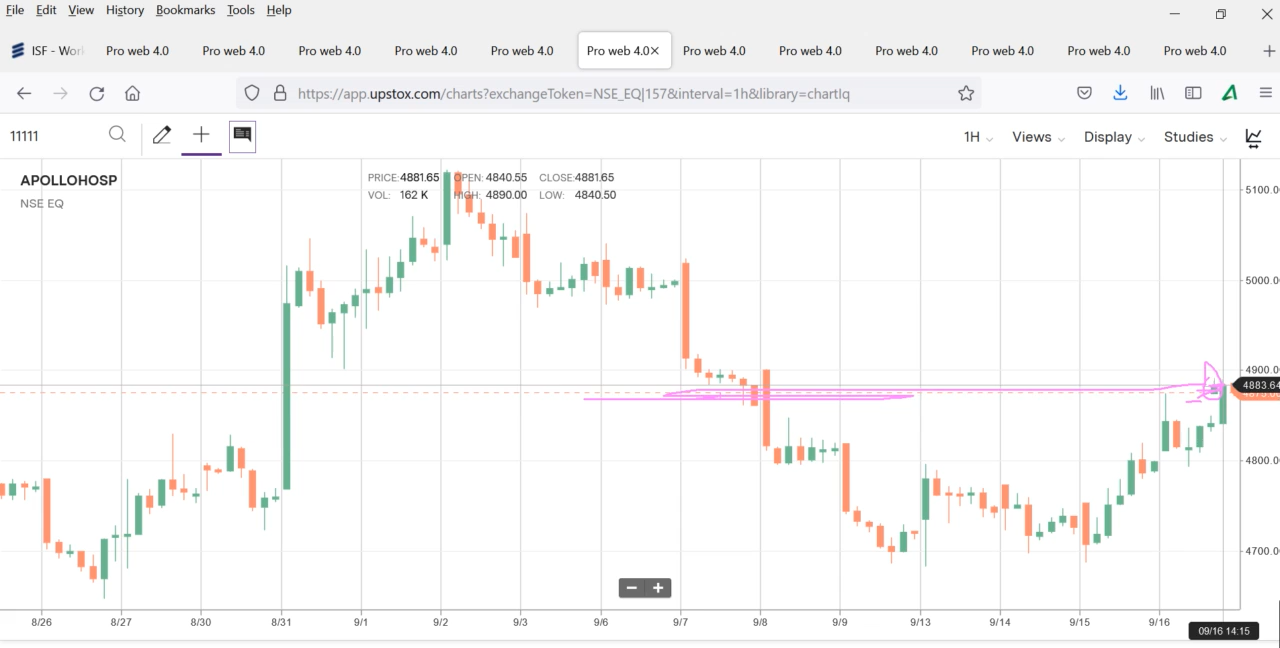 File Edit View History Bookmarks Tools Help
ISF - Worl Pro web 4.0 Pro web 4.0 Pro web 4.0 Pro web 4.0 Pro web 4.0 Pro web 4.0 Pro web 4.0 Pro web 4.0 Pro web 4.0 Pro web 4.0 Pro web 4.0 Pro web 4.0
https://app.upstox.com/charts?exchangeToken=NSE_EQ|157&interval=1h&library=chartIq
11111 1H Views Display Studies
APOLLOHOSP
NSE EQ
PRICE: 4881.65 OPEN: 4840.55 CLOSE: 4881.65
VOL: 162 K HIGH: 4890.00 LOW: 4840.50
5100.0
5000.0
4900.0
4883.64
4875.00
4800.0
4700.0
8/26 8/27 8/30 8/31 9/1 9/2 9/3 9/6 9/7 9/8 9/9 9/13 9/14 9/15 9/16
09/16 14:15